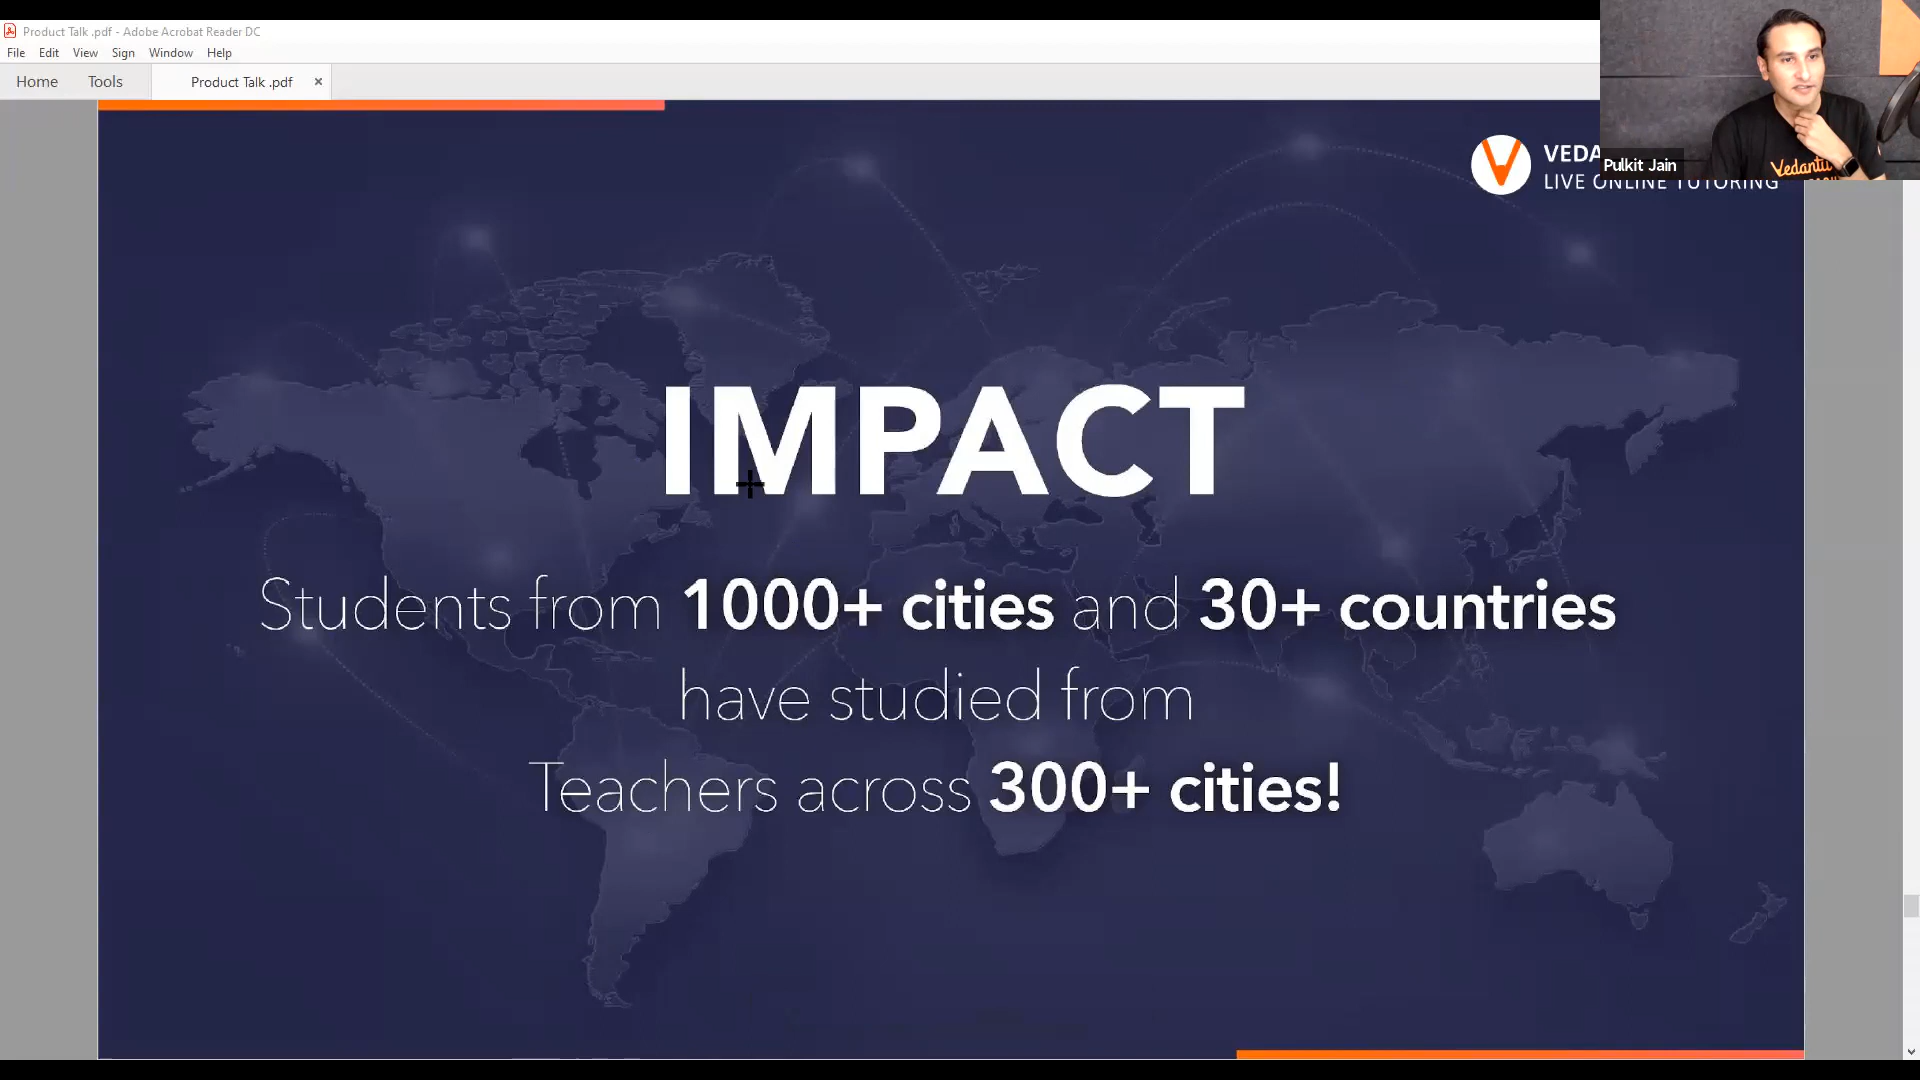 Product Talk .pdf - Adobe Acrobat Reader DC
File Edit View Sign Window Help
Home Tools Product Talk .pdf ×
VEDA
LIVE ONLINE TUTORING
Pulkit Jain
Vedantu
IMPACT
Students from 1000+ cities and 30+ countries
have studied from
Teachers across 300+ cities!